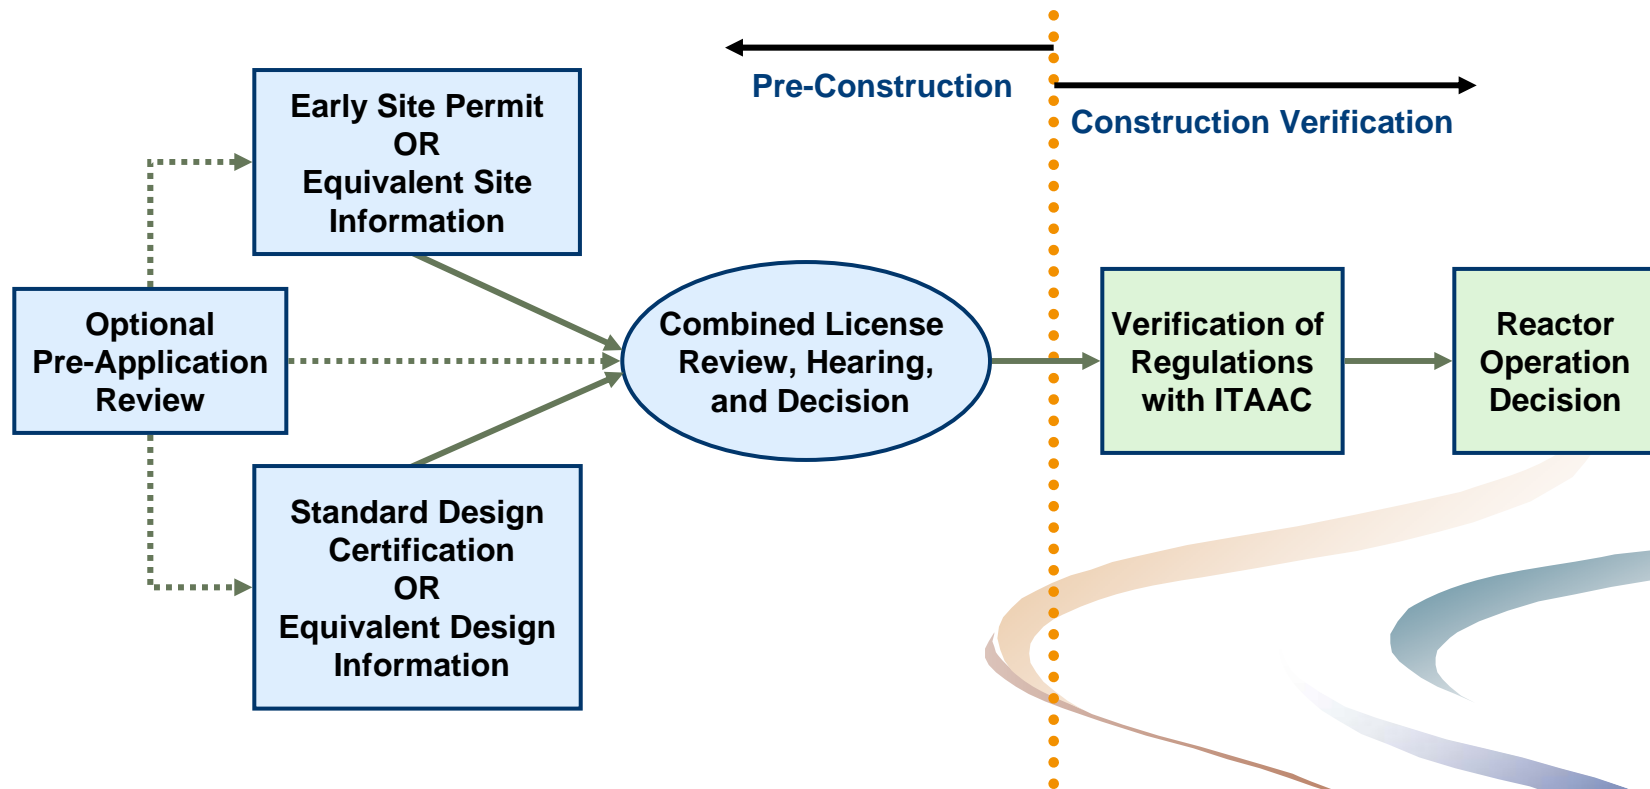 Pre-Construction
Construction Verification
Early Site Permit
OR
Equivalent Site
Information
Optional
Pre-Application
Review
Combined License
Review, Hearing,
and Decision
Verification of
Regulations
with ITAAC
Reactor
Operation
Decision
Standard Design
Certification
OR
Equivalent Design
Information